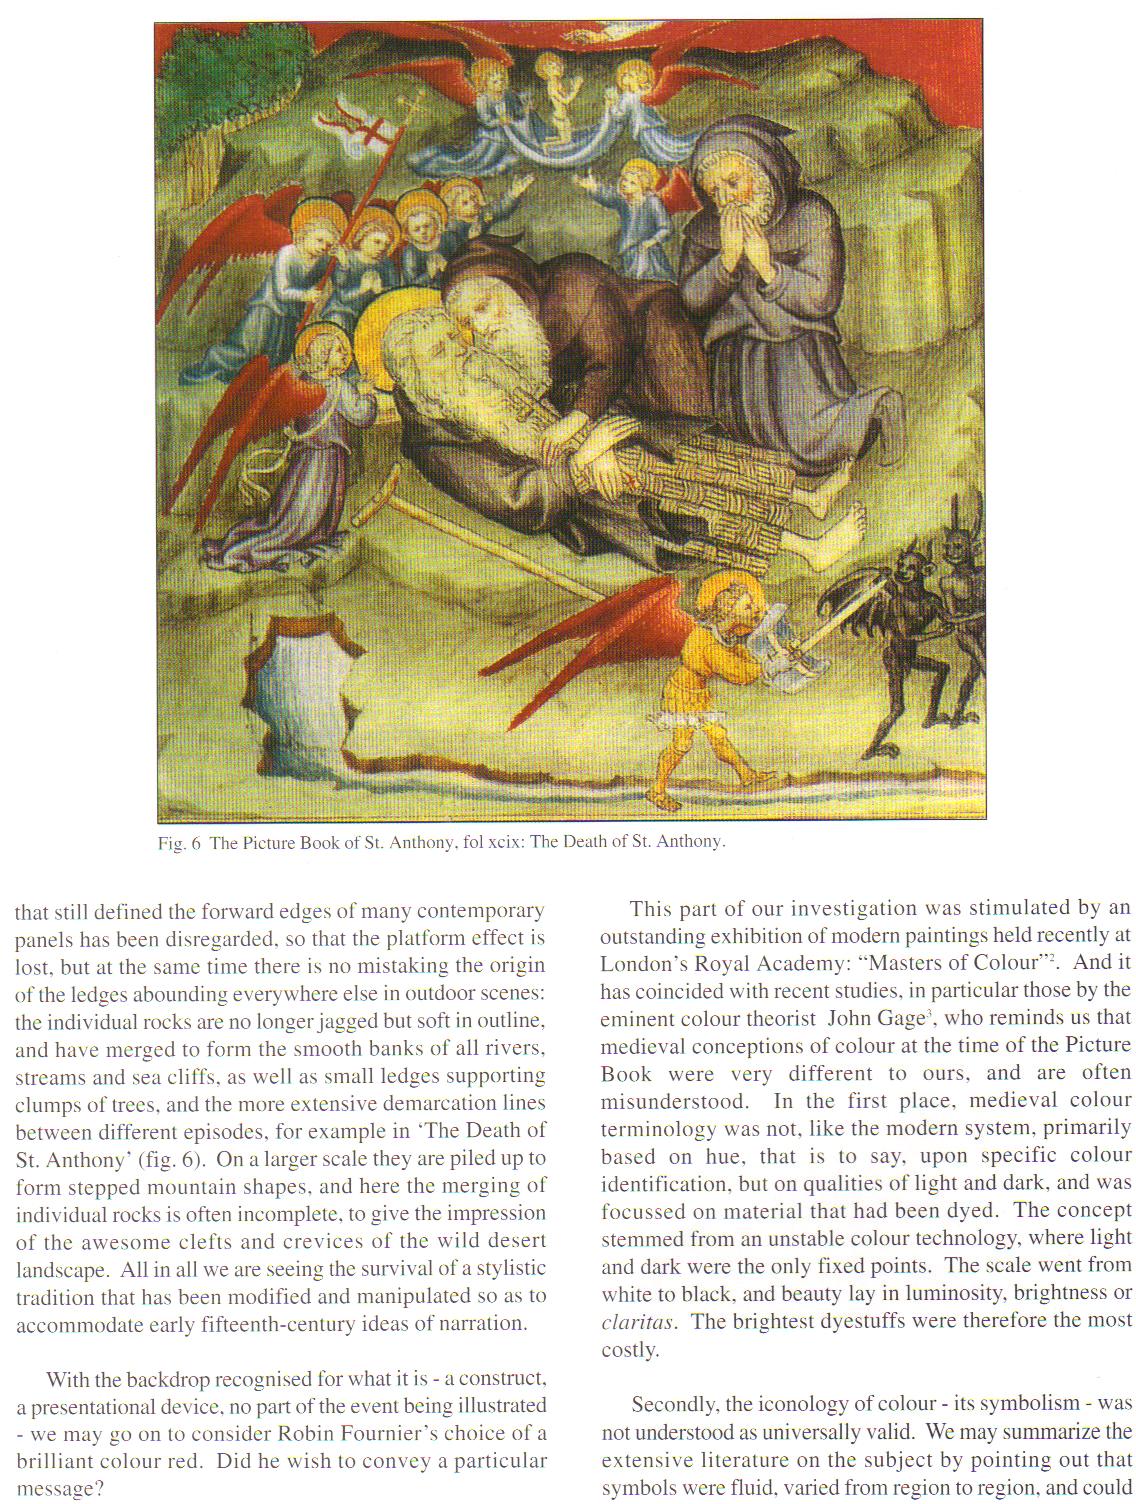 Fig. 6 The Picture Book of St. Anthony, fol xcix: The Death of St. Anthony.
that still defined the forward edges of many contemporary
panels has been disregarded, so that the platform effect is
lost, but at the same time there is no mistaking the origin
of the ledges abounding everywhere else in outdoor scenes:
the individual rocks are no longer jagged but soft in outline,
and have merged to form the smooth banks of all rivers,
streams and sea cliffs, as well as small ledges supporting
clumps of trees, and the more extensive demarcation lines
between different episodes, for example in ‘The Death of
St. Anthony’ (fig. 6). On a larger scale they are piled up to
form stepped mountain shapes, and here the merging of
individual rocks is often incomplete, to give the impression
of the awesome clefts and crevices of the wild desert
landscape. All in all we are seeing the survival of a stylistic
tradition that has been modified and manipulated so as to
accommodate early fifteenth-century ideas of narration.
With the backdrop recognised for what it is - a construct,
a presentational device, no part of the event being illustrated
- we may go on to consider Robin Fournier’s choice of a
brilliant colour red. Did he wish to convey a particular
message?
This part of our investigation was stimulated by an
outstanding exhibition of modern paintings held recently at
London’s Royal Academy: “Masters of Colour”². And it
has coincided with recent studies, in particular those by the
eminent colour theorist John Gage³, who reminds us that
medieval conceptions of colour at the time of the Picture
Book were very different to ours, and are often
misunderstood. In the first place, medieval colour
terminology was not, like the modern system, primarily
based on hue, that is to say, upon specific colour
identification, but on qualities of light and dark, and was
focussed on material that had been dyed. The concept
stemmed from an unstable colour technology, where light
and dark were the only fixed points. The scale went from
white to black, and beauty lay in luminosity, brightness or
claritas. The brightest dyestuffs were therefore the most
costly.
Secondly, the iconology of colour - its symbolism - was
not understood as universally valid. We may summarize the
extensive literature on the subject by pointing out that
symbols were fluid, varied from region to region, and could